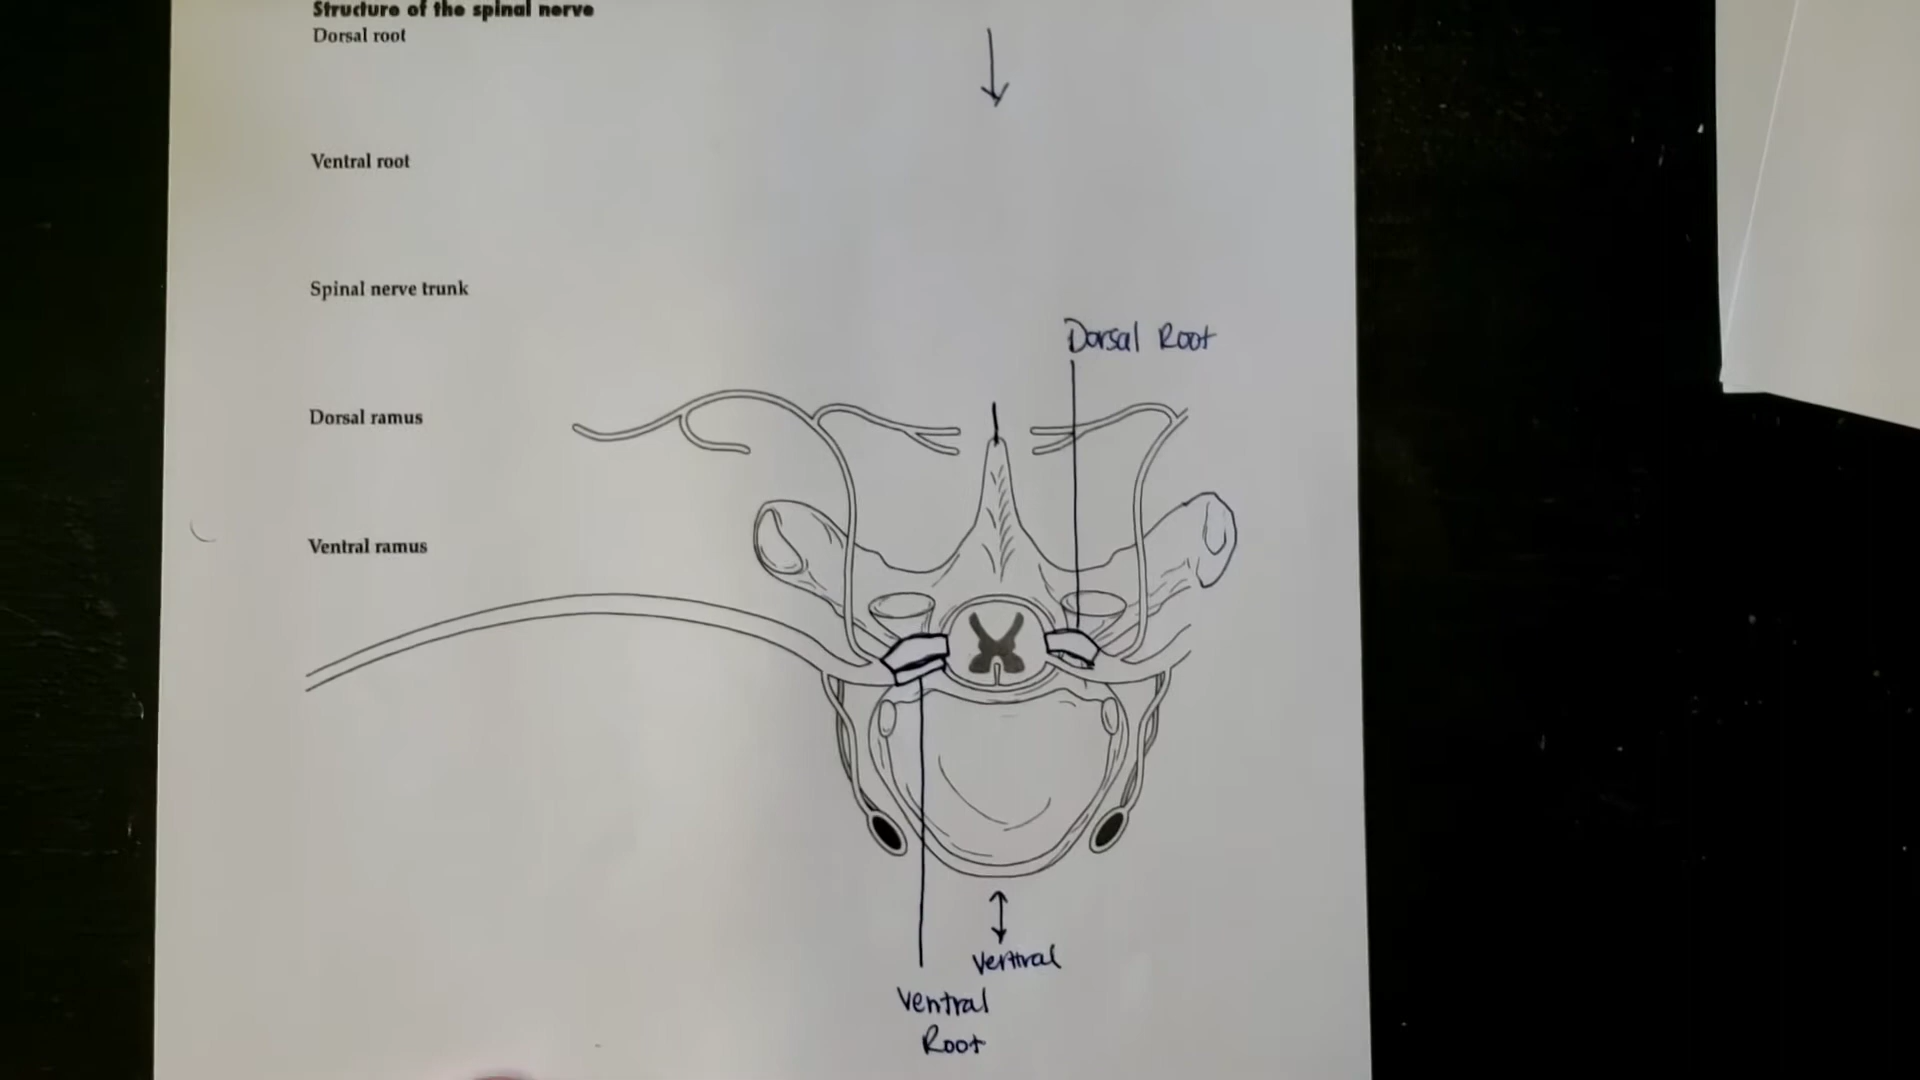 Structure of the spinal nerve
Dorsal root
Ventral root
Spinal nerve trunk
Dorsal Root
Dorsal ramus
Ventral ramus
Ventral
Ventral
Root